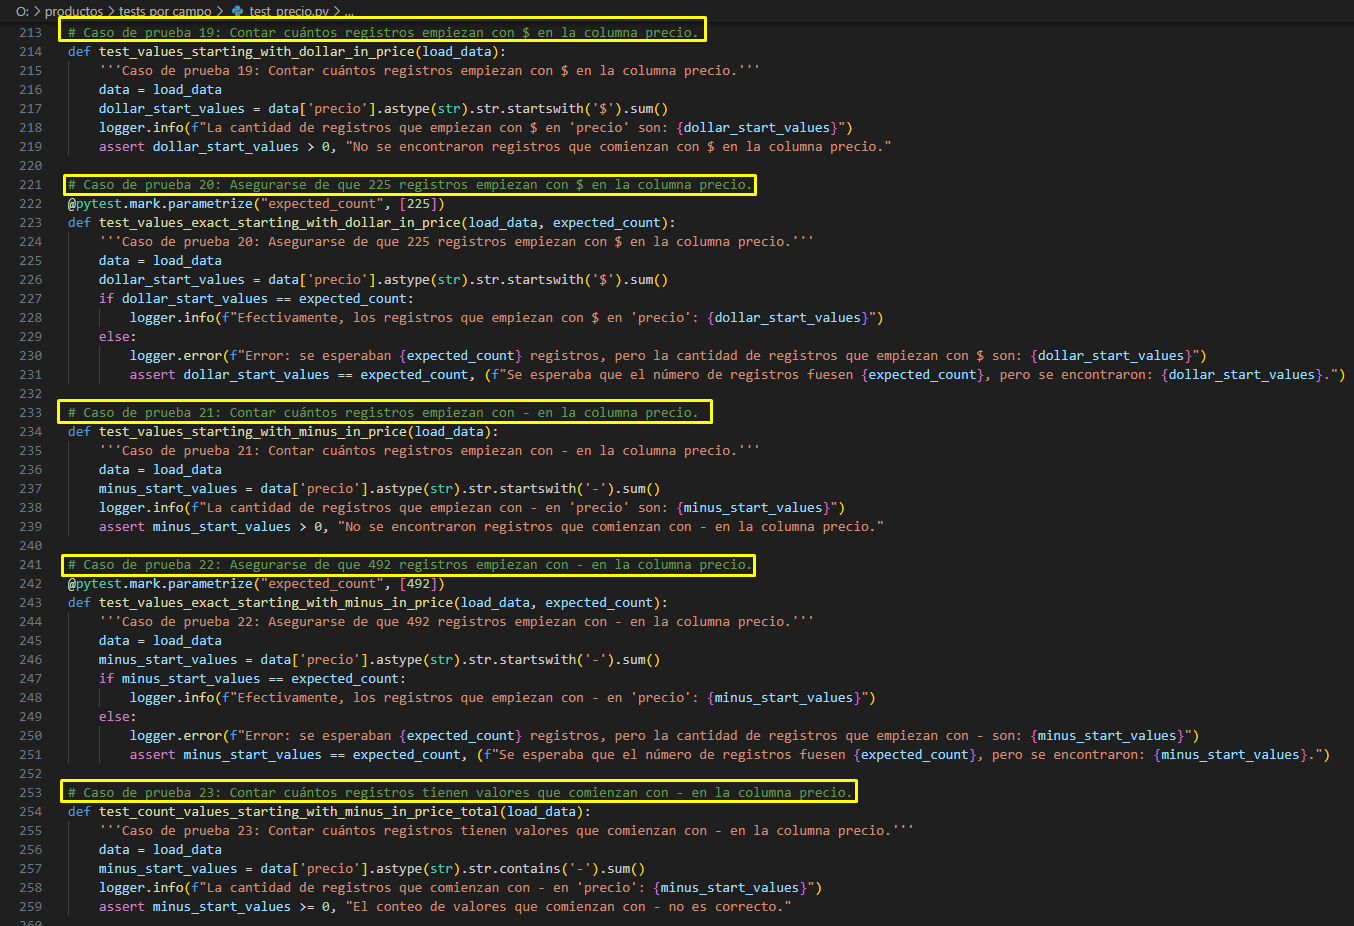 O: > productos > tests por campo > test_precio.py > ...
213 # Caso de prueba 19: Contar cuántos registros empiezan con $ en la columna precio.
214 def test_values_starting_with_dollar_in_price(load_data):
215     '''Caso de prueba 19: Contar cuántos registros empiezan con $ en la columna precio.'''
216     data = load_data
217     dollar_start_values = data['precio'].astype(str).str.startswith('$').sum()
218     logger.info(f"La cantidad de registros que empiezan con $ en 'precio' son: {dollar_start_values}")
219     assert dollar_start_values > 0, "No se encontraron registros que comienzan con $ en la columna precio."
220
221 # Caso de prueba 20: Asegurarse de que 225 registros empiezan con $ en la columna precio.
222 @pytest.mark.parametrize("expected_count", [225])
223 def test_values_exact_starting_with_dollar_in_price(load_data, expected_count):
224     '''Caso de prueba 20: Asegurarse de que 225 registros empiezan con $ en la columna precio.'''
225     data = load_data
226     dollar_start_values = data['precio'].astype(str).str.startswith('$').sum()
227     if dollar_start_values == expected_count:
228         logger.info(f"Efectivamente, los registros que empiezan con $ en 'precio': {dollar_start_values}")
229     else:
230         logger.error(f"Error: se esperaban {expected_count} registros, pero la cantidad de registros que empiezan con $ son: {dollar_start_values}")
231         assert dollar_start_values == expected_count, (f"Se esperaba que el número de registros fuesen {expected_count}, pero se encontraron: {dollar_start_values}.")
232
233 # Caso de prueba 21: Contar cuántos registros empiezan con - en la columna precio.
234 def test_values_starting_with_minus_in_price(load_data):
235     '''Caso de prueba 21: Contar cuántos registros empiezan con - en la columna precio.'''
236     data = load_data
237     minus_start_values = data['precio'].astype(str).str.startswith('-').sum()
238     logger.info(f"La cantidad de registros que empiezan con - en 'precio' son: {minus_start_values}")
239     assert minus_start_values > 0, "No se encontraron registros que comienzan con - en la columna precio."
240
241 # Caso de prueba 22: Asegurarse de que 492 registros empiezan con - en la columna precio.
242 @pytest.mark.parametrize("expected_count", [492])
243 def test_values_exact_starting_with_minus_in_price(load_data, expected_count):
244     '''Caso de prueba 22: Asegurarse de que 492 registros empiezan con - en la columna precio.'''
245     data = load_data
246     minus_start_values = data['precio'].astype(str).str.startswith('-').sum()
247     if minus_start_values == expected_count:
248         logger.info(f"Efectivamente, los registros que empiezan con - en 'precio': {minus_start_values}")
249     else:
250         logger.error(f"Error: se esperaban {expected_count} registros, pero la cantidad de registros que empiezan con - son: {minus_start_values}")
251         assert minus_start_values == expected_count, (f"Se esperaba que el número de registros fuesen {expected_count}, pero se encontraron: {minus_start_values}.")
252
253 # Caso de prueba 23: Contar cuántos registros tienen valores que comienzan con - en la columna precio.
254 def test_count_values_starting_with_minus_in_price_total(load_data):
255     '''Caso de prueba 23: Contar cuántos registros tienen valores que comienzan con - en la columna precio.'''
256     data = load_data
257     minus_start_values = data['precio'].astype(str).str.contains('-').sum()
258     logger.info(f"La cantidad de registros que comienzan con - en 'precio': {minus_start_values}")
259     assert minus_start_values >= 0, "El conteo de valores que comienzan con - no es correcto."
260